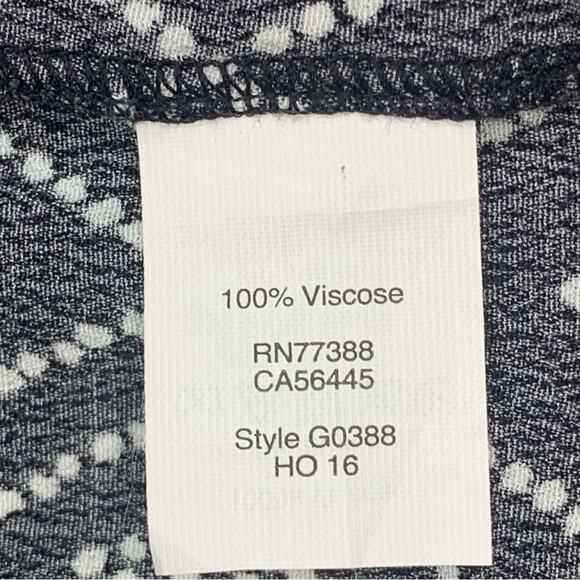 100% Viscose
RN77388
CA56445
Style G0388
HO 16